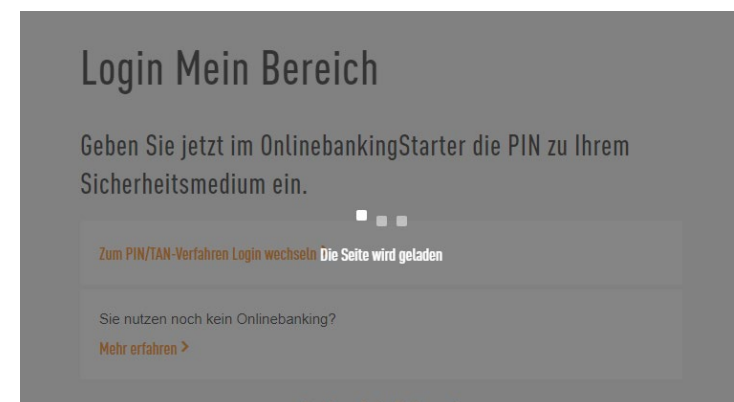 Login Mein Bereich
Geben Sie jetzt im OnlinebankingStarter die PIN zu Ihrem
Sicherheitsmedium ein.
Zum PIN/TAN-Verfahren Login wechseln
Die Seite wird geladen
Sie nutzen noch kein Onlinebanking?
Mehr erfahren >